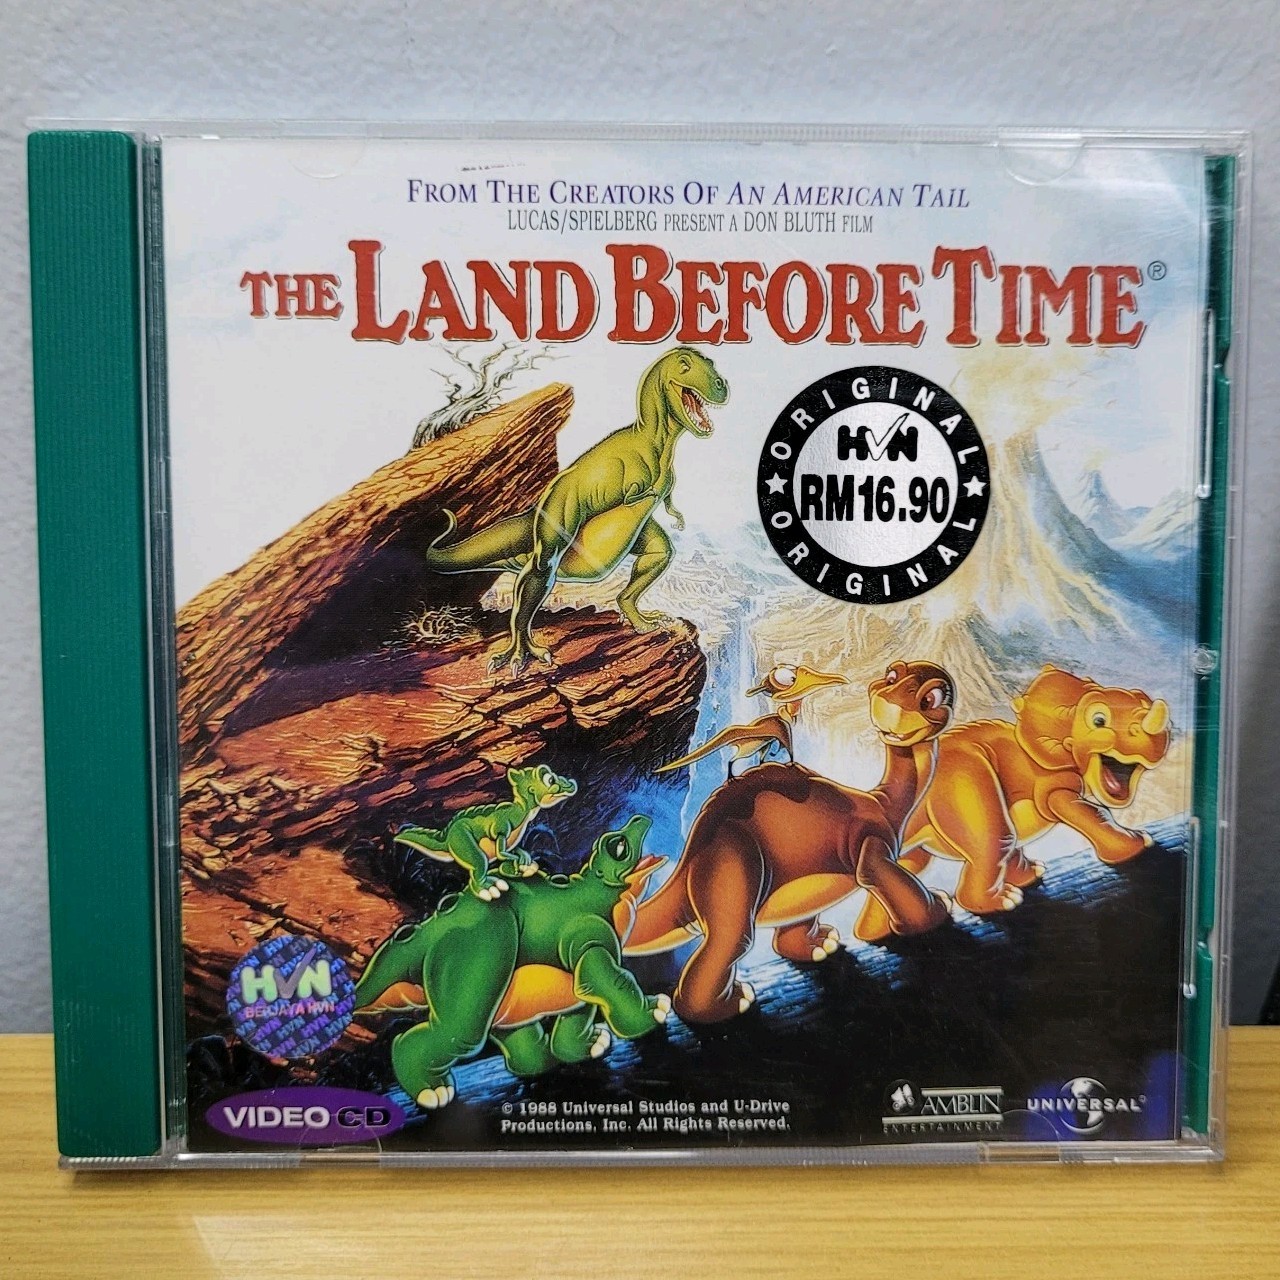 FROM THE CREATORS OF AN AMERICAN TAIL
LUCAS/SPIELBERG PRESENT A DON BLUTH FILM
THE LAND BEFORE TIME®
ORIGINAL
HVN
RM16.90
ORIGINAL
HVN
BERJAYA HVN
VIDEO CD
© 1988 Universal Studios and U-Drive
Productions, Inc. All Rights Reserved.
AMBLIN
ENTERTAINMENT
UNIVERSAL®